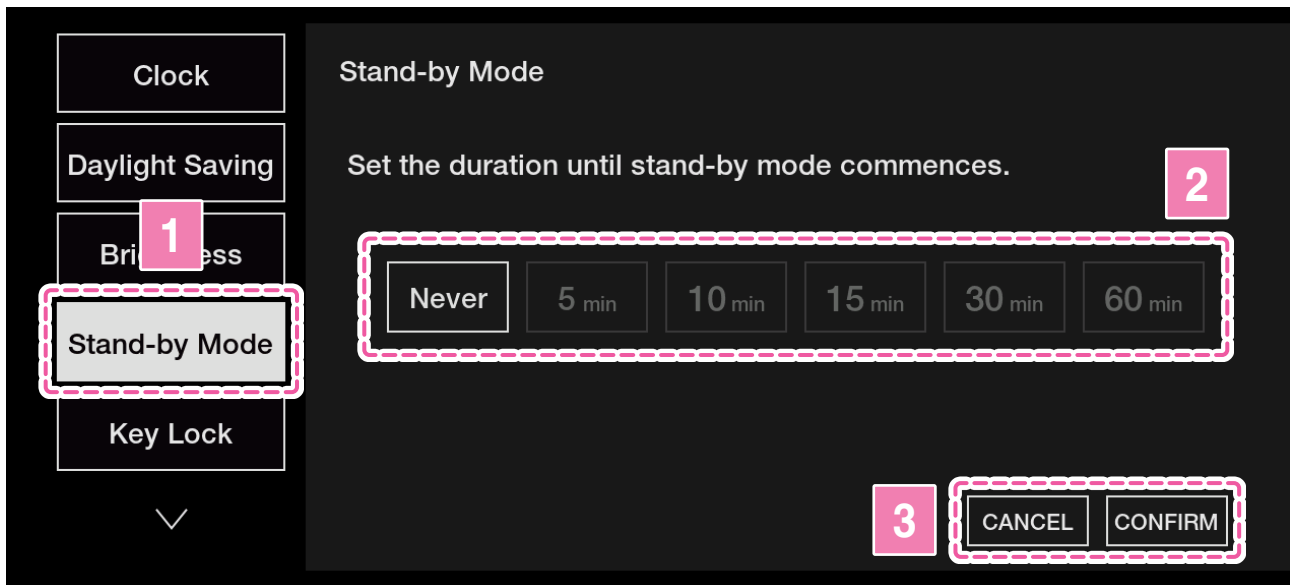 Clock
Daylight Saving
1
Stand-by Mode
Key Lock
Stand-by Mode
Set the duration until stand-by mode commences.
2
Never 5 min 10 min 15 min 30 min 60 min
3
CANCEL CONFIRM